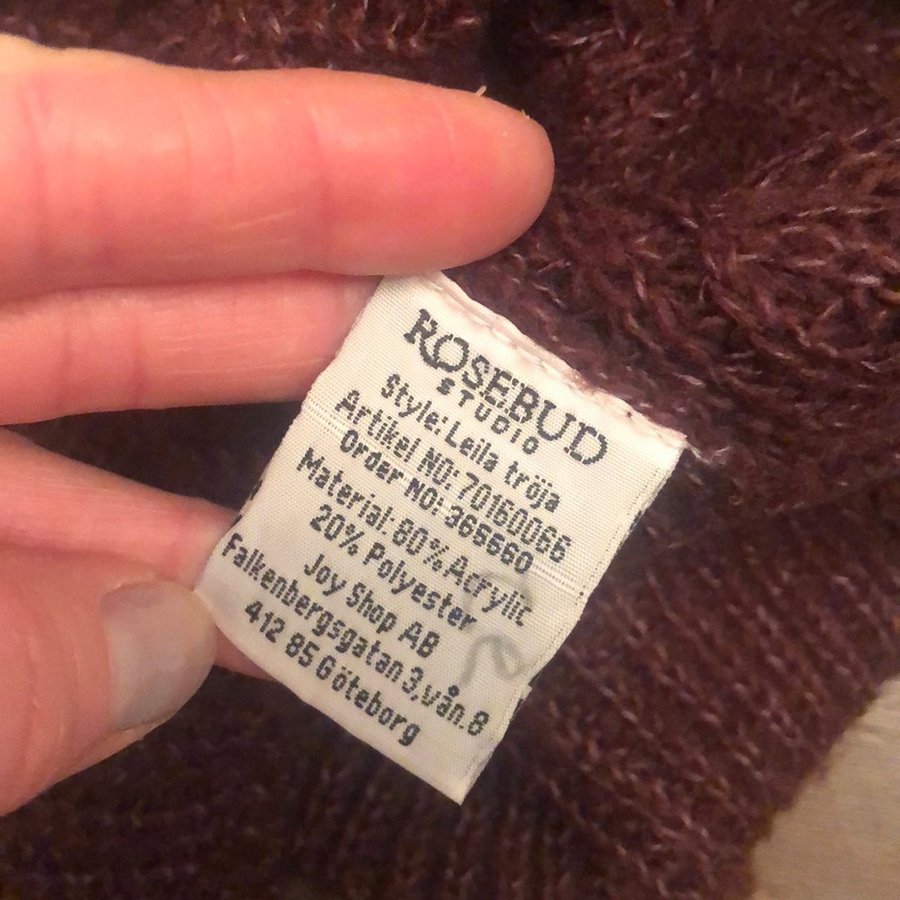 ROSEBUD
STUDIO
Style: Leila tröja
Artikel NO: 70160066
Order NO: 366660
Material: 80% Acrylic
20% Polyester
Joy Shop AB
Falkenbergsgatan 3,vån.8
412 85 Göteborg